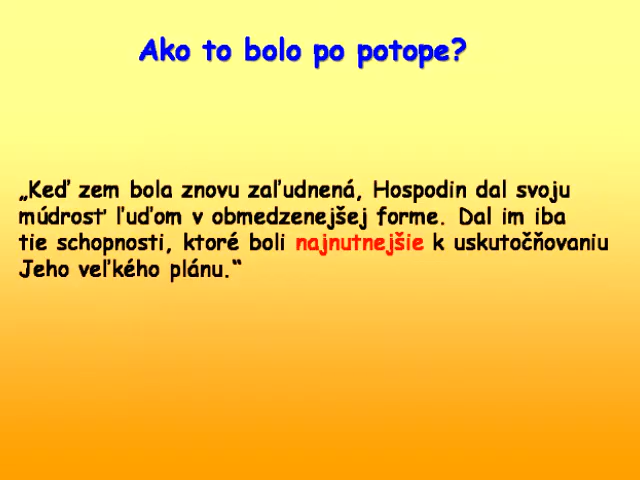 Ako to bolo po potope?
„Keď zem bola znovu zaľudnená, Hospodin dal svoju
múdrosť ľuďom v obmedzenejšej forme. Dal im iba
tie schopnosti, ktoré boli najnutnejšie k uskutočňovaniu
Jeho veľkého plánu.“